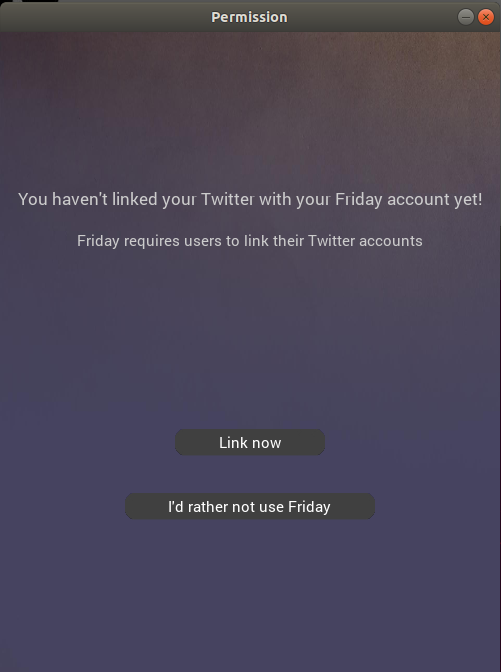 Permission
You haven't linked your Twitter with your Friday account yet!
Friday requires users to link their Twitter accounts
Link now
I'd rather not use Friday